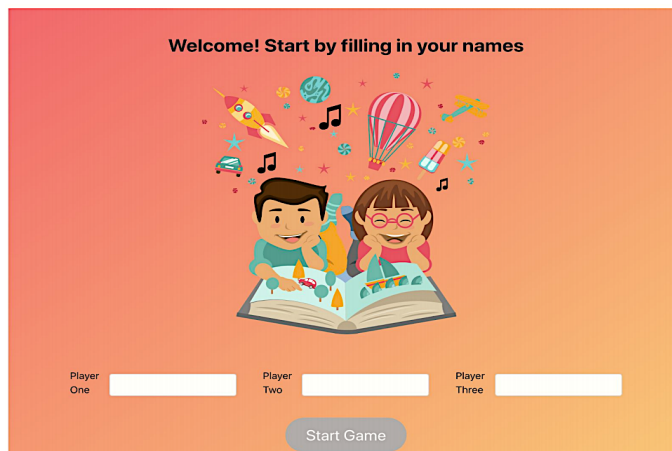 Welcome! Start by filling in your names
Player One
Player Two
Player Three
Start Game